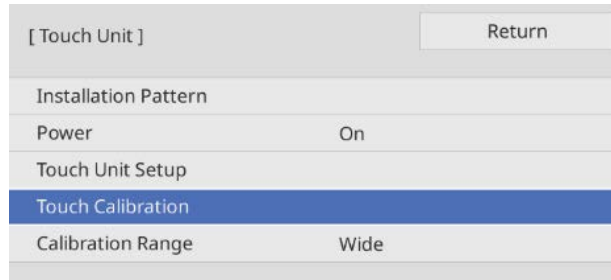 [ Touch Unit ]
Return
Installation Pattern
Power On
Touch Unit Setup
Touch Calibration
Calibration Range Wide